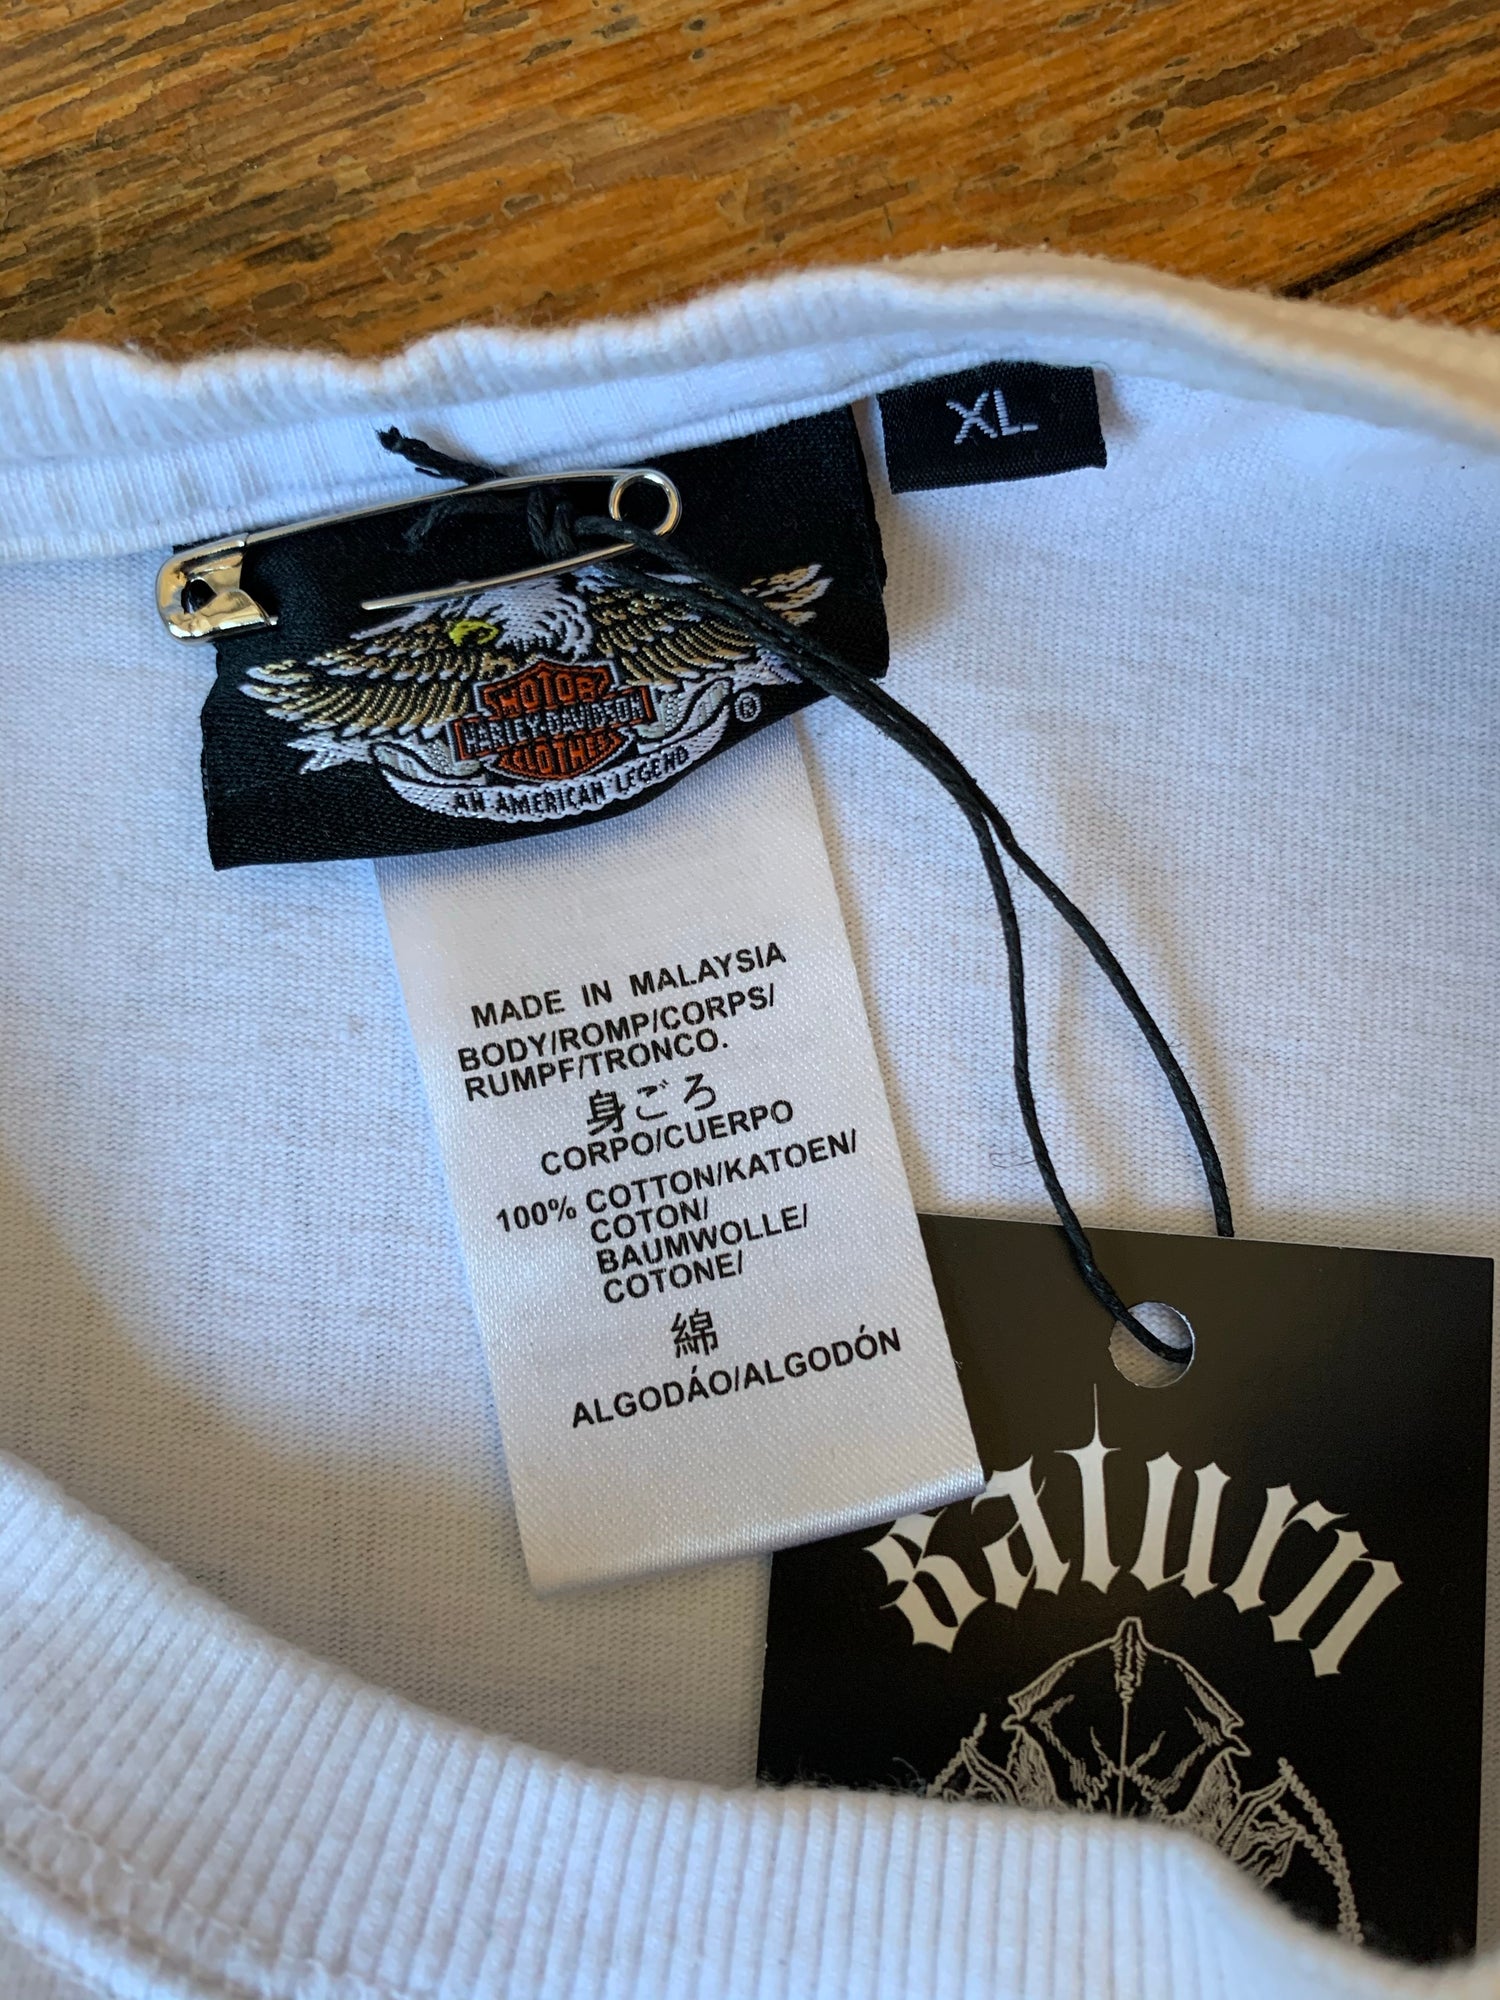 XL
MOTOR
HARLEY-DAVIDSON
CLOTHES
®
AN AMERICAN LEGEND
MADE IN MALAYSIA
BODY/ROMP/CORPS/
RUMPF/TRONCO.
身ごろ
CORPO/CUERPO
100% COTTON/KATOEN/
COTON/
BAUMWOLLE/
COTONE/
綿
ALGODÁO/ALGODÓN
saturn